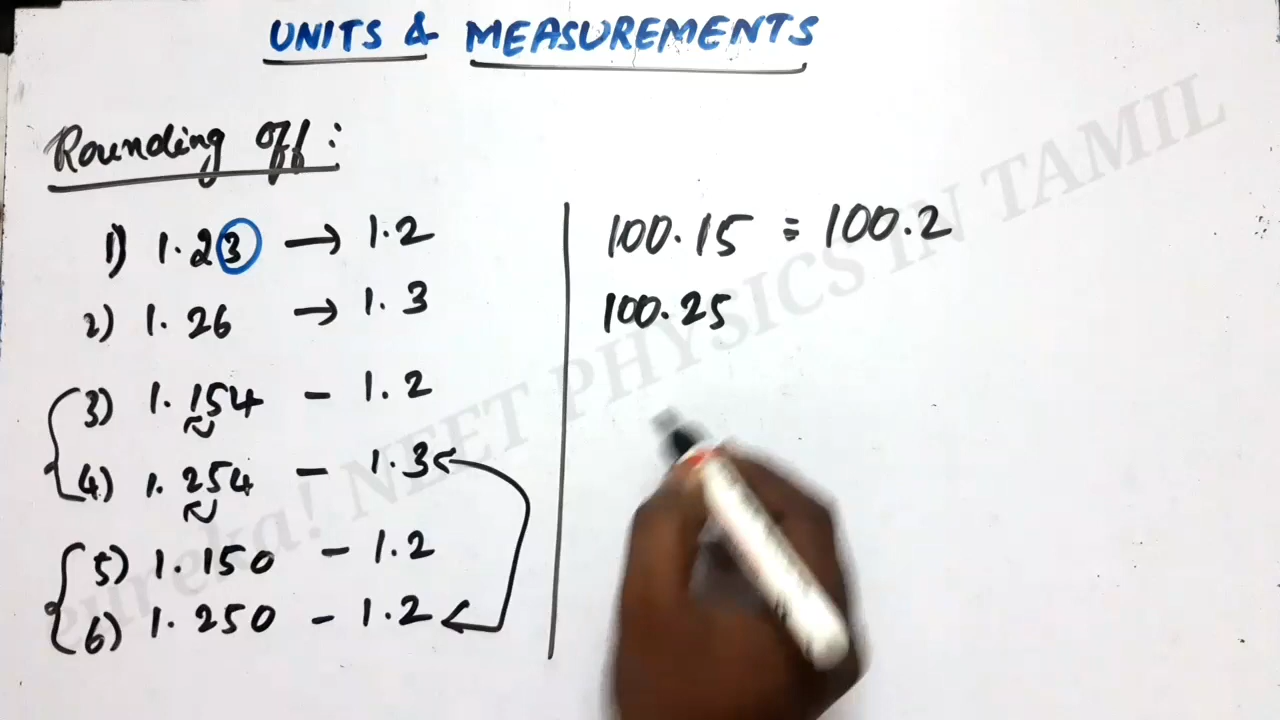 UNITS & MEASUREMENTS
Rounding off:
1) 1.23 → 1.2
2) 1.26 → 1.3
3) 1.154 - 1.2
4) 1.254 - 1.3
5) 1.150 - 1.2
6) 1.250 - 1.2
100.15 = 100.2
100.25
eureka! NEET PHYSICS IN TAMIL